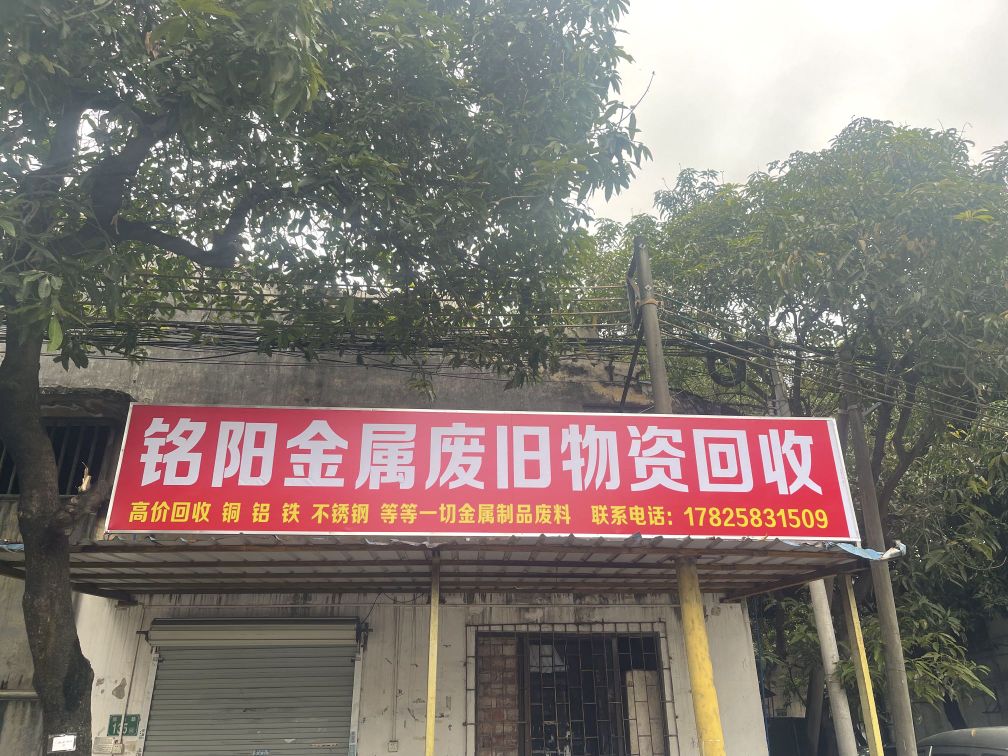 铭阳金属废旧物资回收
高价回收 铜 铝 铁 不锈钢 等等一切金属制品废料 联系电话：17825831509